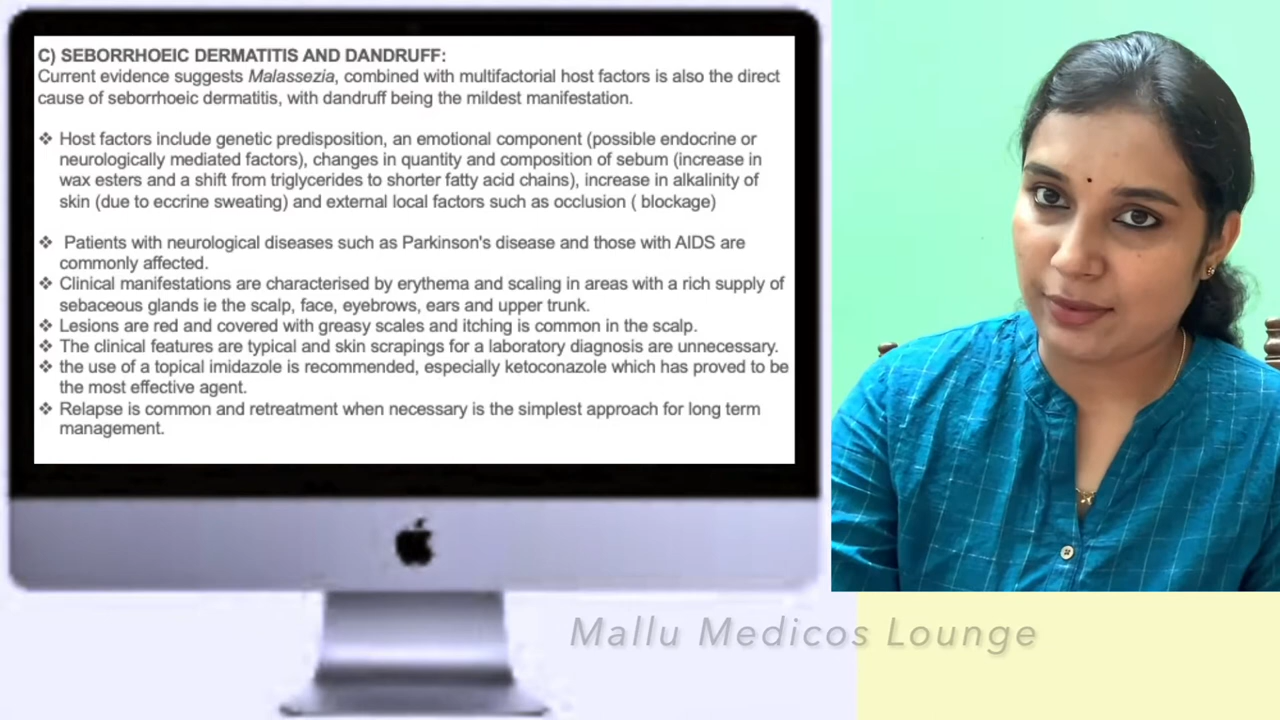 C) SEBORRHOEIC DERMATITIS AND DANDRUFF:
Current evidence suggests Malassezia, combined with multifactorial host factors is also the direct
cause of seborrhoeic dermatitis, with dandruff being the mildest manifestation.
❖ Host factors include genetic predisposition, an emotional component (possible endocrine or
neurologically mediated factors), changes in quantity and composition of sebum (increase in
wax esters and a shift from triglycerides to shorter fatty acid chains), increase in alkalinity of
skin (due to eccrine sweating) and external local factors such as occlusion ( blockage)
❖ Patients with neurological diseases such as Parkinson's disease and those with AIDS are
commonly affected.
❖ Clinical manifestations are characterised by erythema and scaling in areas with a rich supply of
sebaceous glands ie the scalp, face, eyebrows, ears and upper trunk.
❖ Lesions are red and covered with greasy scales and itching is common in the scalp.
❖ The clinical features are typical and skin scrapings for a laboratory diagnosis are unnecessary.
❖ the use of a topical imidazole is recommended, especially ketoconazole which has proved to be
the most effective agent.
❖ Relapse is common and retreatment when necessary is the simplest approach for long term
management.
Mallu Medicos Lounge